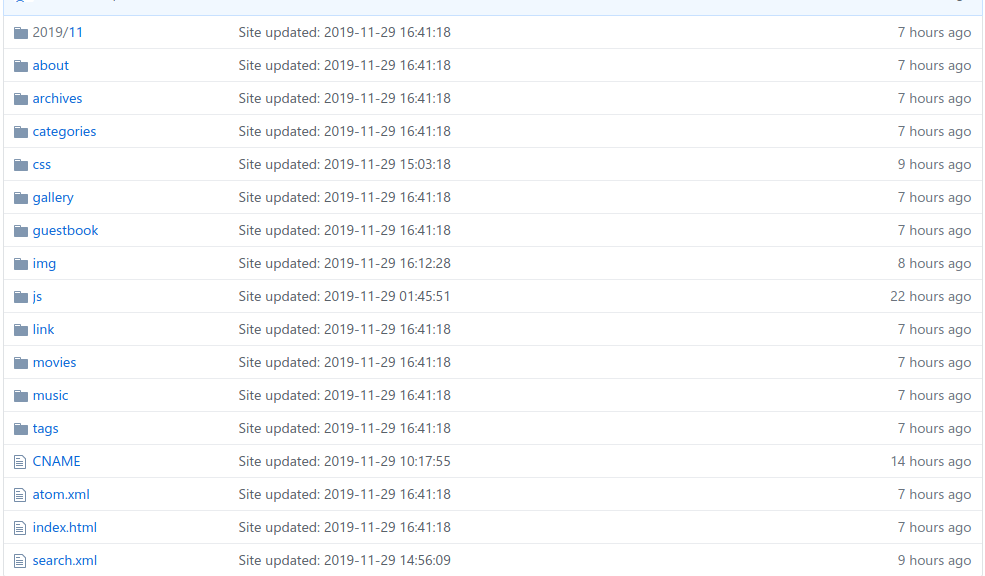 2019/11 Site updated: 2019-11-29 16:41:18 7 hours ago
about Site updated: 2019-11-29 16:41:18 7 hours ago
archives Site updated: 2019-11-29 16:41:18 7 hours ago
categories Site updated: 2019-11-29 16:41:18 7 hours ago
css Site updated: 2019-11-29 15:03:18 9 hours ago
gallery Site updated: 2019-11-29 16:41:18 7 hours ago
guestbook Site updated: 2019-11-29 16:41:18 7 hours ago
img Site updated: 2019-11-29 16:12:28 8 hours ago
js Site updated: 2019-11-29 01:45:51 22 hours ago
link Site updated: 2019-11-29 16:41:18 7 hours ago
movies Site updated: 2019-11-29 16:41:18 7 hours ago
music Site updated: 2019-11-29 16:41:18 7 hours ago
tags Site updated: 2019-11-29 16:41:18 7 hours ago
CNAME Site updated: 2019-11-29 10:17:55 14 hours ago
atom.xml Site updated: 2019-11-29 16:41:18 7 hours ago
index.html Site updated: 2019-11-29 16:41:18 7 hours ago
search.xml Site updated: 2019-11-29 14:56:09 9 hours ago